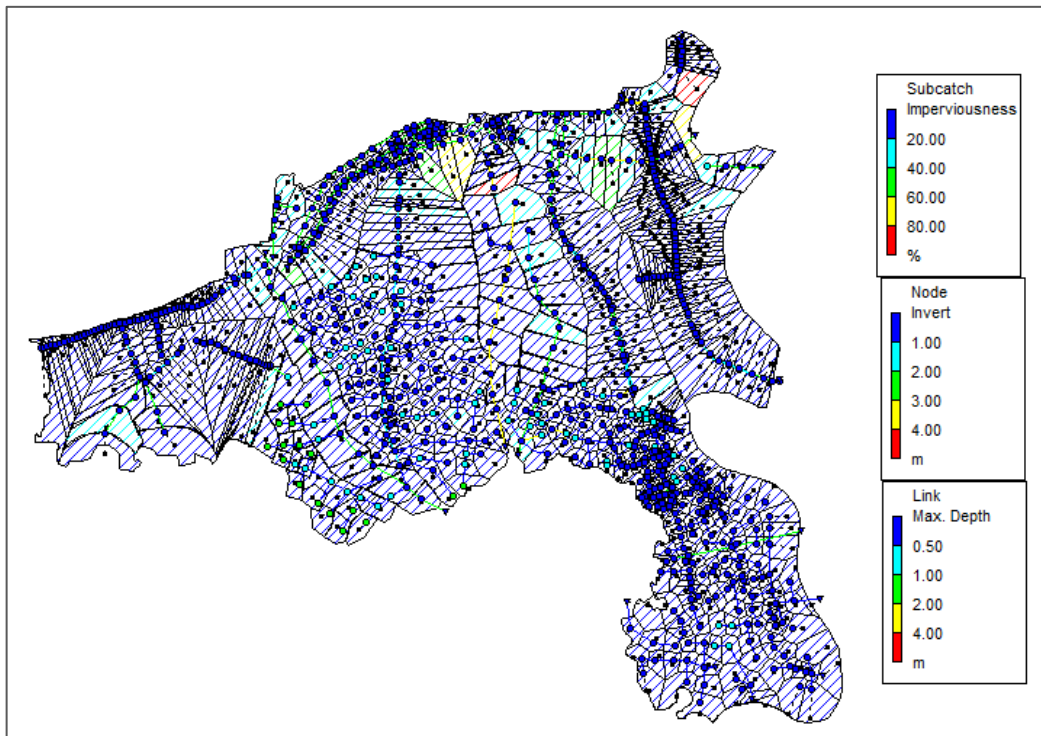 Subcatch
Imperviousness
20.00
40.00
60.00
80.00
%
Node
Invert
1.00
2.00
3.00
4.00
m
Link
Max. Depth
0.50
1.00
2.00
4.00
m